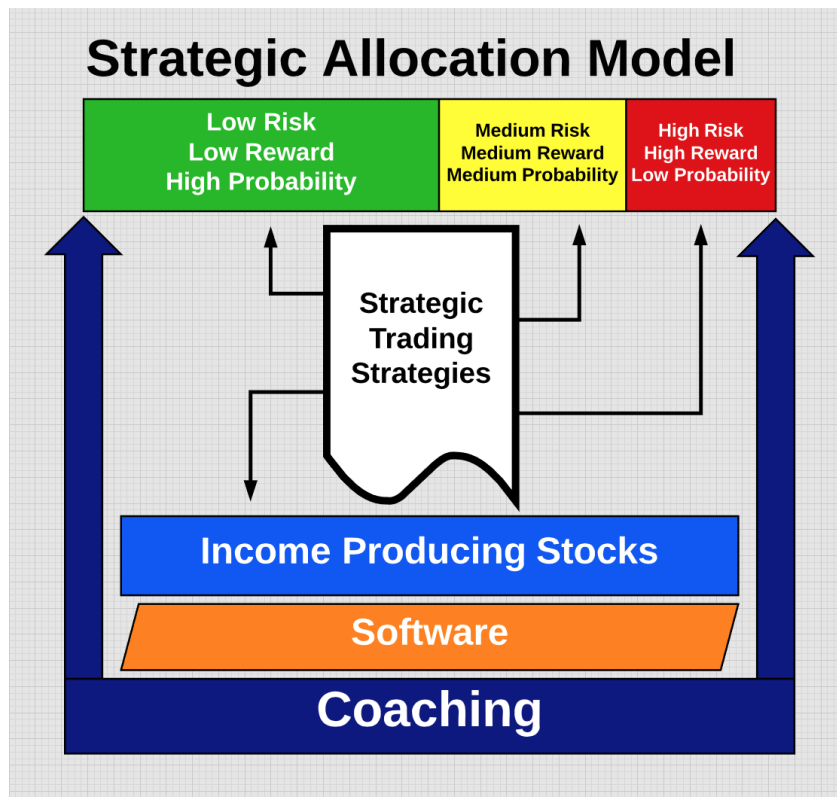 Strategic Allocation Model
Low Risk
Low Reward
High Probability
Medium Risk
Medium Reward
Medium Probability
High Risk
High Reward
Low Probability
Strategic
Trading
Strategies
Income Producing Stocks
Software
Coaching